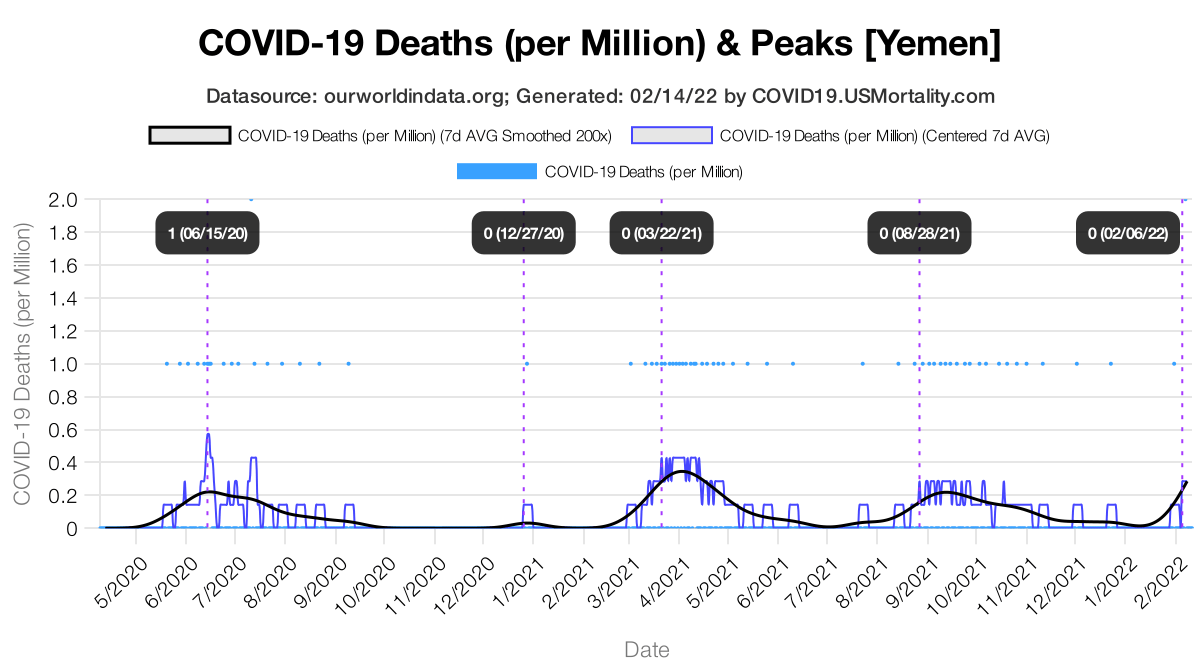 COVID-19 Deaths (per Million) & Peaks [Yemen]
Datasource: ourworldindata.org; Generated: 02/14/22 by COVID19.USMortality.com
COVID-19 Deaths (per Million) (7d AVG Smoothed 200x) COVID-19 Deaths (per Million) (Centered 7d AVG)
COVID-19 Deaths (per Million)
COVID-19 Deaths (per Million)
2.0
1.8
1.6
1.4
1.2
1.0
0.8
0.6
0.4
0.2
0
1 (06/15/20) 0 (12/27/20) 0 (03/22/21) 0 (08/28/21) 0 (02/06/22)
5/2020 6/2020 7/2020 8/2020 9/2020 10/2020 11/2020 12/2020 1/2021 2/2021 3/2021 4/2021 5/2021 6/2021 7/2021 8/2021 9/2021 10/2021 11/2021 12/2021 1/2022 2/2022
Date